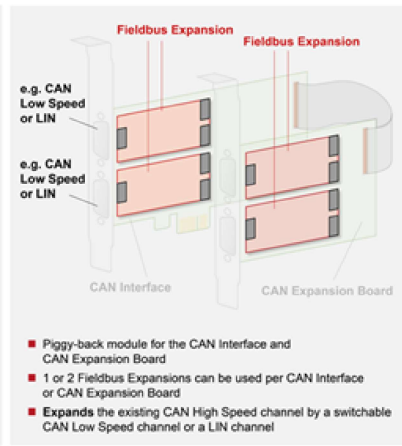 Fieldbus Expansion
Fieldbus Expansion
e.g. CAN
Low Speed
or LIN
e.g. CAN
Low Speed
or LIN
CAN Interface
CAN Expansion Board
Piggy-back module for the CAN Interface and
CAN Expansion Board
1 or 2 Fieldbus Expansions can be used per CAN Interface
or CAN Expansion Board
Expands the existing CAN High Speed channel by a switchable
CAN Low Speed channel or a LIN channel